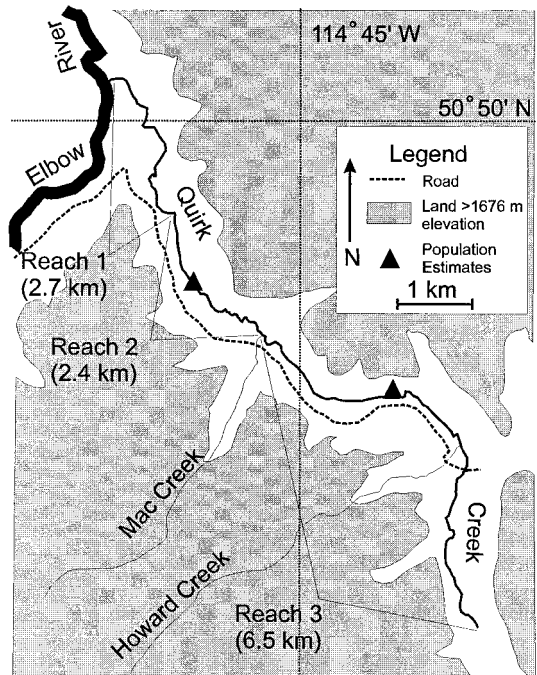 River
114° 45' W
50° 50' N
Elbow
Quirk
Legend
Road
Land >1676 m
elevation
Population
Estimates
N
1 km
Reach 1
(2.7 km)
Reach 2
(2.4 km)
Mac Creek
Howard Creek
Creek
Reach 3
(6.5 km)